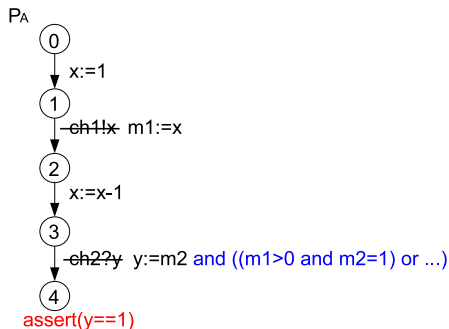 PA
0
x:=1
1
ch1!x m1:=x
2
x:=x-1
3
ch2?y y:=m2 and ((m1>0 and m2=1) or ...)
4
assert(y==1)